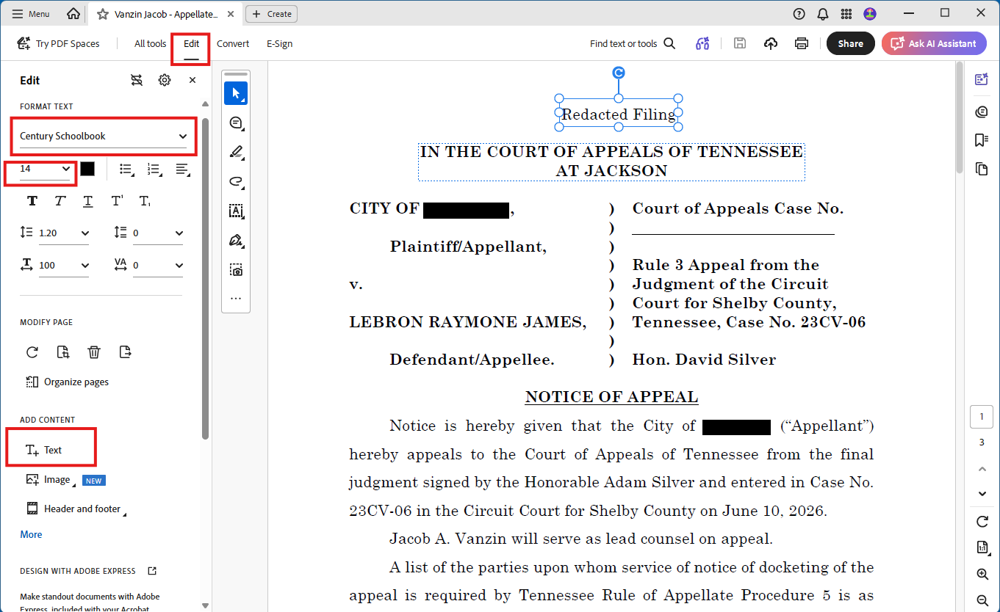 Menu
Vanzin Jacob - Appellate...
Create
Try PDF Spaces
All tools
Edit
Convert
E-Sign
Find text or tools
Share
Ask AI Assistant
Edit
FORMAT TEXT
Century Schoolbook
14
1.20
0
100
VA
0
MODIFY PAGE
Organize pages
ADD CONTENT
Text
Image
NEW
Header and footer
More
DESIGN WITH ADOBE EXPRESS
Make standout documents with Adobe
Express, included with your Acrobat
Redacted Filing
IN THE COURT OF APPEALS OF TENNESSEE
AT JACKSON
CITY OF , ) Court of Appeals Case No.
) ____________________
Plaintiff/Appellant, )
) Rule 3 Appeal from the
v. ) Judgment of the Circuit
) Court for Shelby County,
LEBRON RAYMONE JAMES, ) Tennessee, Case No. 23CV-06
)
Defendant/Appellee. ) Hon. David Silver
NOTICE OF APPEAL
Notice is hereby given that the City of (“Appellant”)
hereby appeals to the Court of Appeals of Tennessee from the final
judgment signed by the Honorable Adam Silver and entered in Case No.
23CV-06 in the Circuit Court for Shelby County on June 10, 2026.
Jacob A. Vanzin will serve as lead counsel on appeal.
A list of the parties upon whom service of notice of docketing of the
appeal is required by Tennessee Rule of Appellate Procedure 5 is as
1
3
1:1